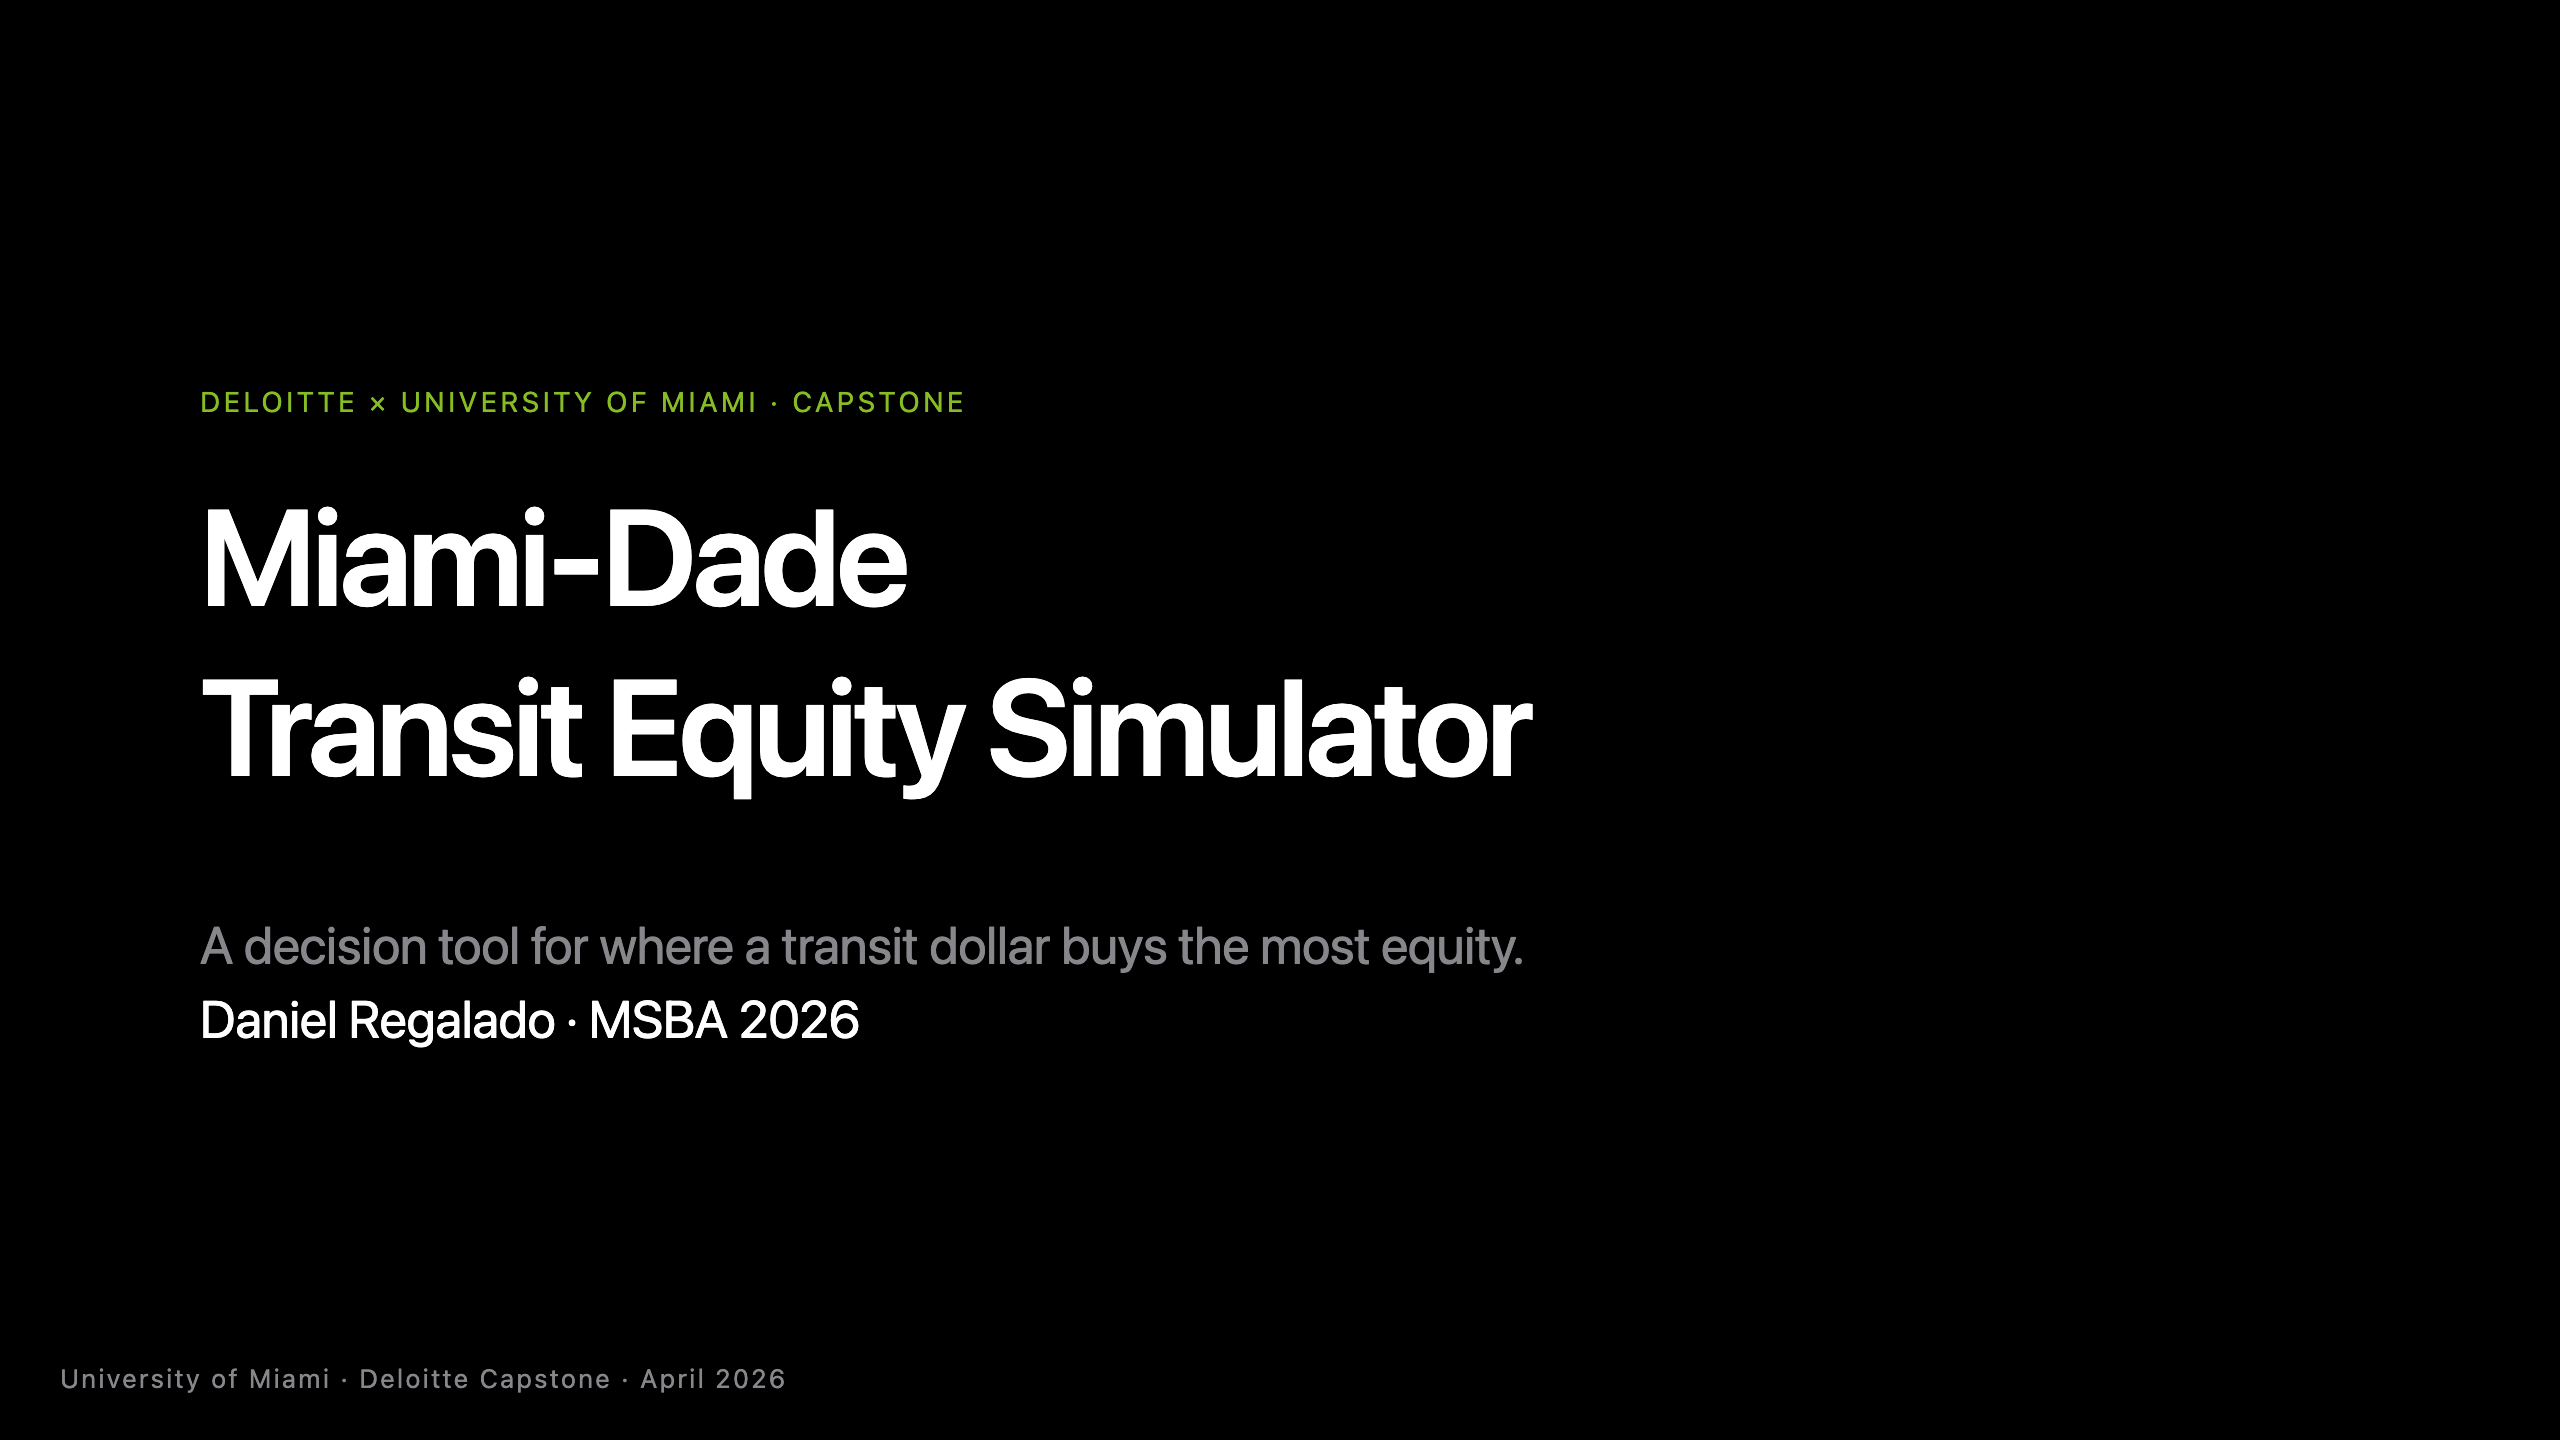 DELOITTE × UNIVERSITY OF MIAMI · CAPSTONE
Miami-Dade
Transit Equity Simulator
A decision tool for where a transit dollar buys the most equity.
Daniel Regalado · MSBA 2026
University of Miami · Deloitte Capstone · April 2026